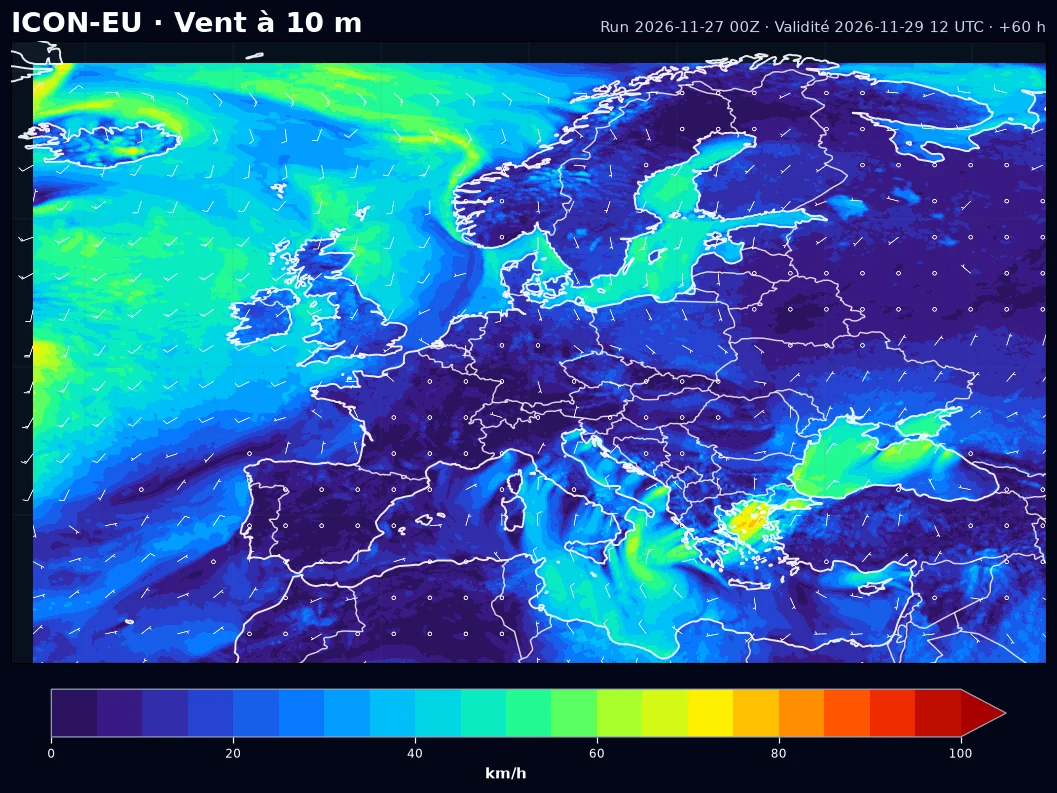 ICON-EU · Vent à 10 m
Run 2026-11-27 00Z · Validité 2026-11-29 12 UTC · +60 h
0 20 40 60 80 100
km/h